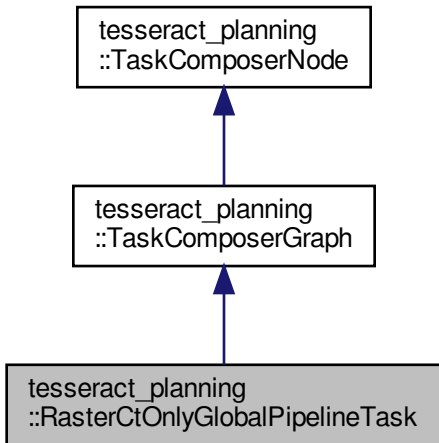 tesseract_planning
::TaskComposerNode
tesseract_planning
::TaskComposerGraph
tesseract_planning
::RasterCtOnlyGlobalPipelineTask